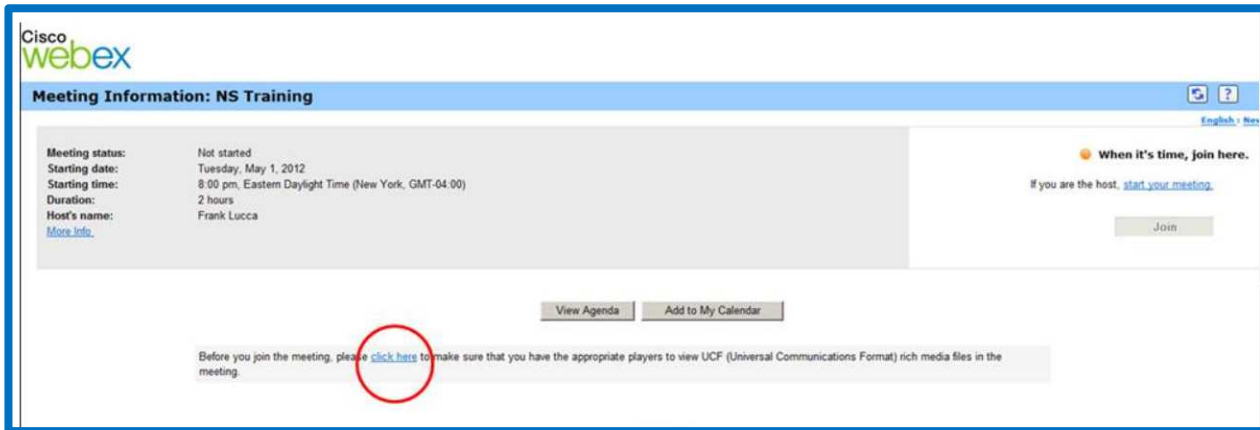 Cisco
webex
Meeting Information: NS Training
?
English : New
Meeting status: Not started
Starting date: Tuesday, May 1, 2012
Starting time: 8:00 pm, Eastern Daylight Time (New York, GMT-04:00)
Duration: 2 hours
Host's name: Frank Lucca
More Info
When it's time, join here.
If you are the host, start your meeting.
Join
View Agenda
Add to My Calendar
Before you join the meeting, please click here to make sure that you have the appropriate players to view UCF (Universal Communications Format) rich media files in the
meeting.